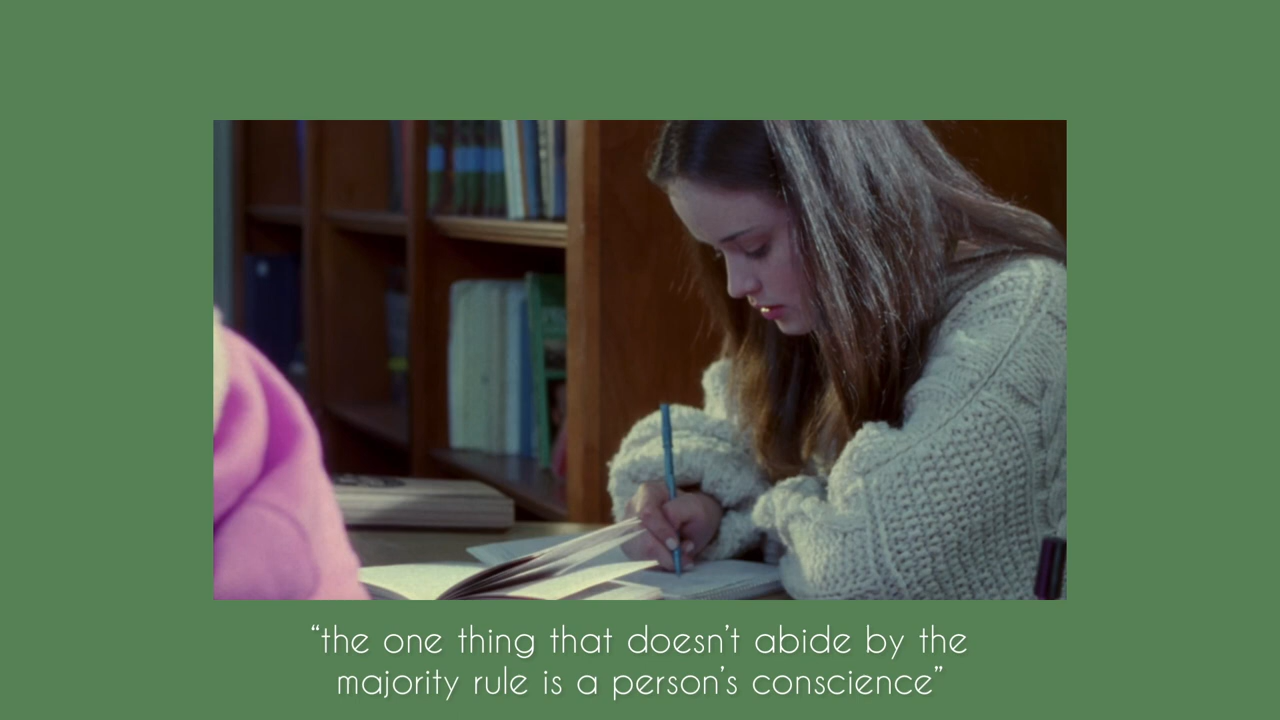 “the one thing that doesn’t abide by the
majority rule is a person’s conscience”